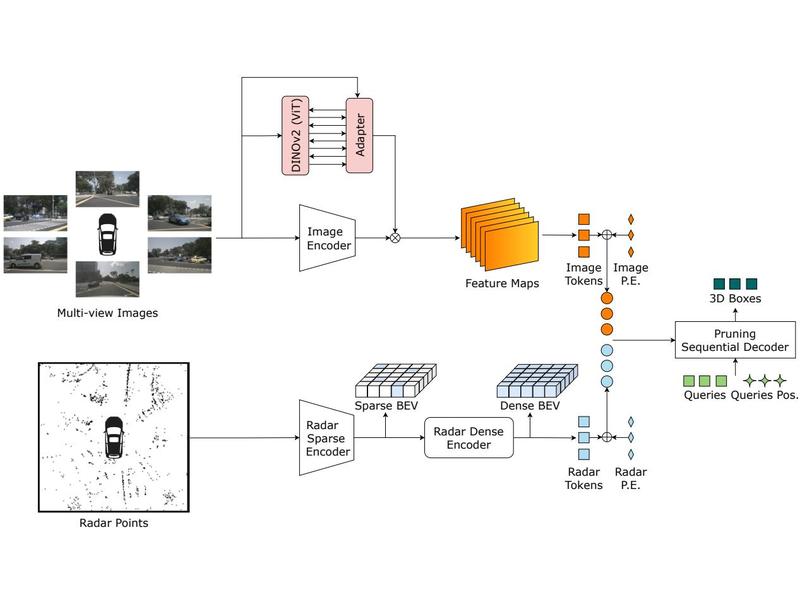 DINOv2 (ViT)
Adapter
Image
Encoder
Multi-view Images
Feature Maps
Image
Tokens
Image
P.E.
3D Boxes
Pruning
Sequential Decoder
Queries
Queries Pos.
Sparse BEV
Dense BEV
Radar
Sparse
Encoder
Radar Dense
Encoder
Radar
Tokens
Radar
P.E.
Radar Points